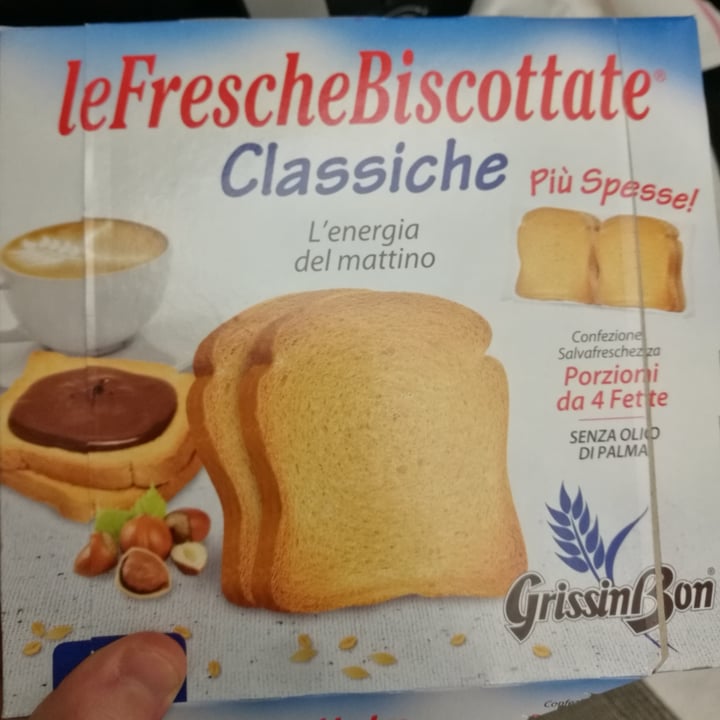 leFrescheBiscottate®
Classiche
Più Spesse!
L'energia
del mattino
Confezione
Salvafreschezza
Porzioni
da 4 Fette
SENZA OLIO
DI PALMA
GrissinBon®